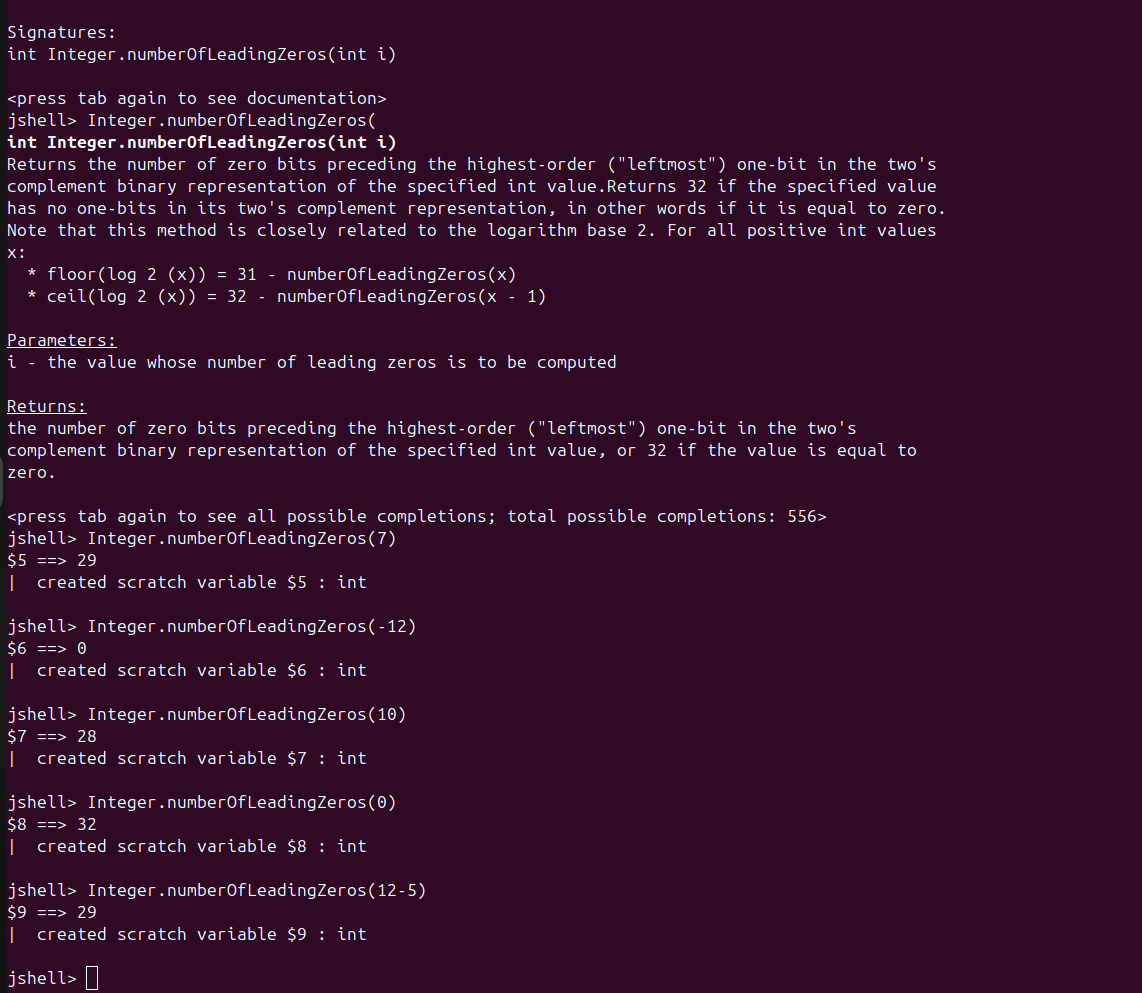 Signatures:
int Integer.numberOfLeadingZeros(int i)
<press tab again to see documentation>
jshell> Integer.numberOfLeadingZeros(
int Integer.numberOfLeadingZeros(int i)
Returns the number of zero bits preceding the highest-order ("leftmost") one-bit in the two's
complement binary representation of the specified int value.Returns 32 if the specified value
has no one-bits in its two's complement representation, in other words if it is equal to zero.
Note that this method is closely related to the logarithm base 2. For all positive int values
x:
  * floor(log 2 (x)) = 31 - numberOfLeadingZeros(x)
  * ceil(log 2 (x)) = 32 - numberOfLeadingZeros(x - 1)
Parameters:
i - the value whose number of leading zeros is to be computed
Returns:
the number of zero bits preceding the highest-order ("leftmost") one-bit in the two's
complement binary representation of the specified int value, or 32 if the value is equal to
zero.
<press tab again to see all possible completions; total possible completions: 556>
jshell> Integer.numberOfLeadingZeros(7)
$5 ==> 29
|  created scratch variable $5 : int
jshell> Integer.numberOfLeadingZeros(-12)
$6 ==> 0
|  created scratch variable $6 : int
jshell> Integer.numberOfLeadingZeros(10)
$7 ==> 28
|  created scratch variable $7 : int
jshell> Integer.numberOfLeadingZeros(0)
$8 ==> 32
|  created scratch variable $8 : int
jshell> Integer.numberOfLeadingZeros(12-5)
$9 ==> 29
|  created scratch variable $9 : int
jshell>